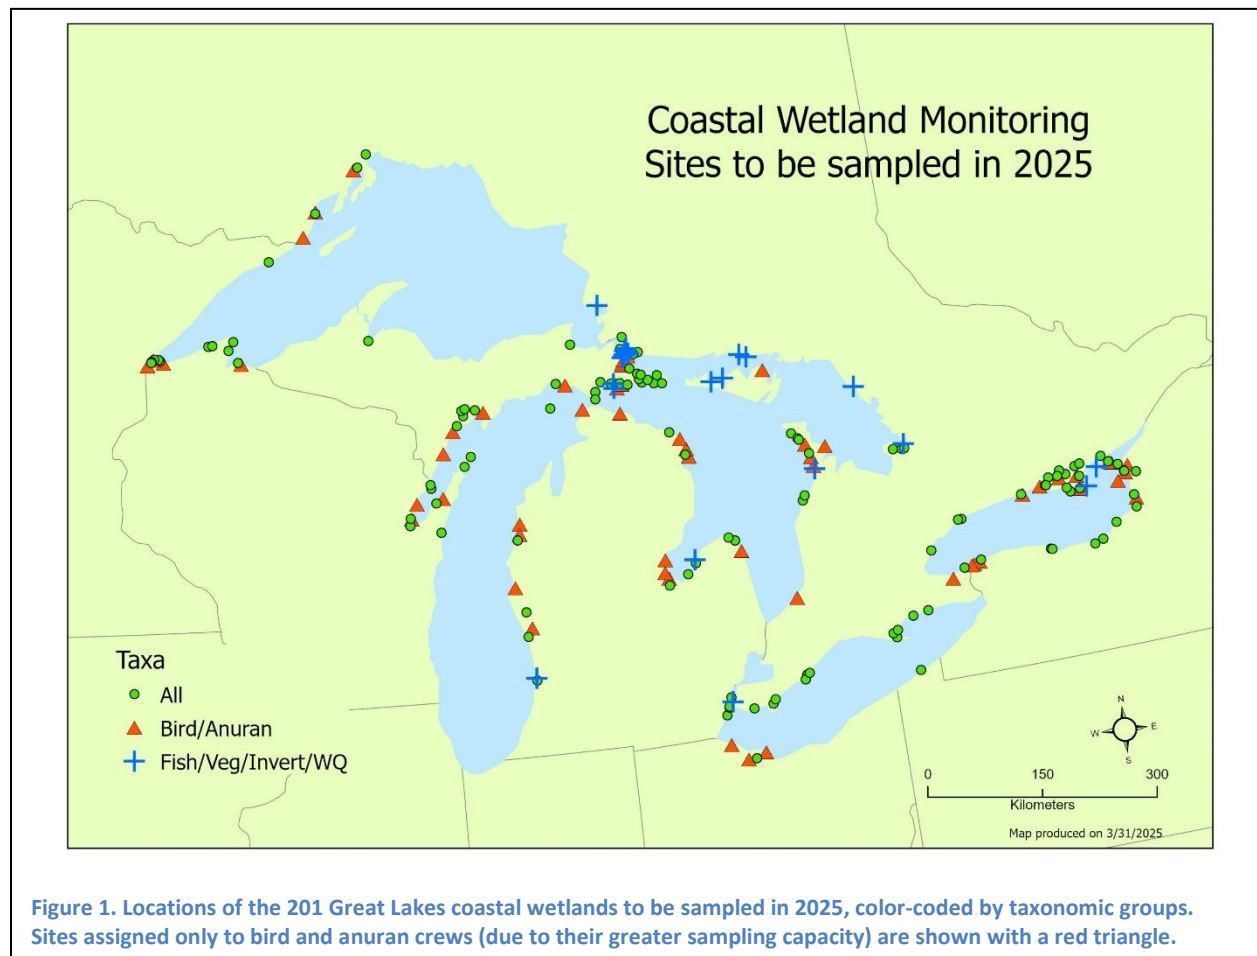 Coastal Wetland Monitoring
Sites to be sampled in 2025
Taxa
All
Bird/Anuran
Fish/Veg/Invert/WQ
N
W
E
S
0
150
300
Kilometers
Map produced on 3/31/2025
Figure 1. Locations of the 201 Great Lakes coastal wetlands to be sampled in 2025, color-coded by taxonomic groups.
Sites assigned only to bird and anuran crews (due to their greater sampling capacity) are shown with a red triangle.